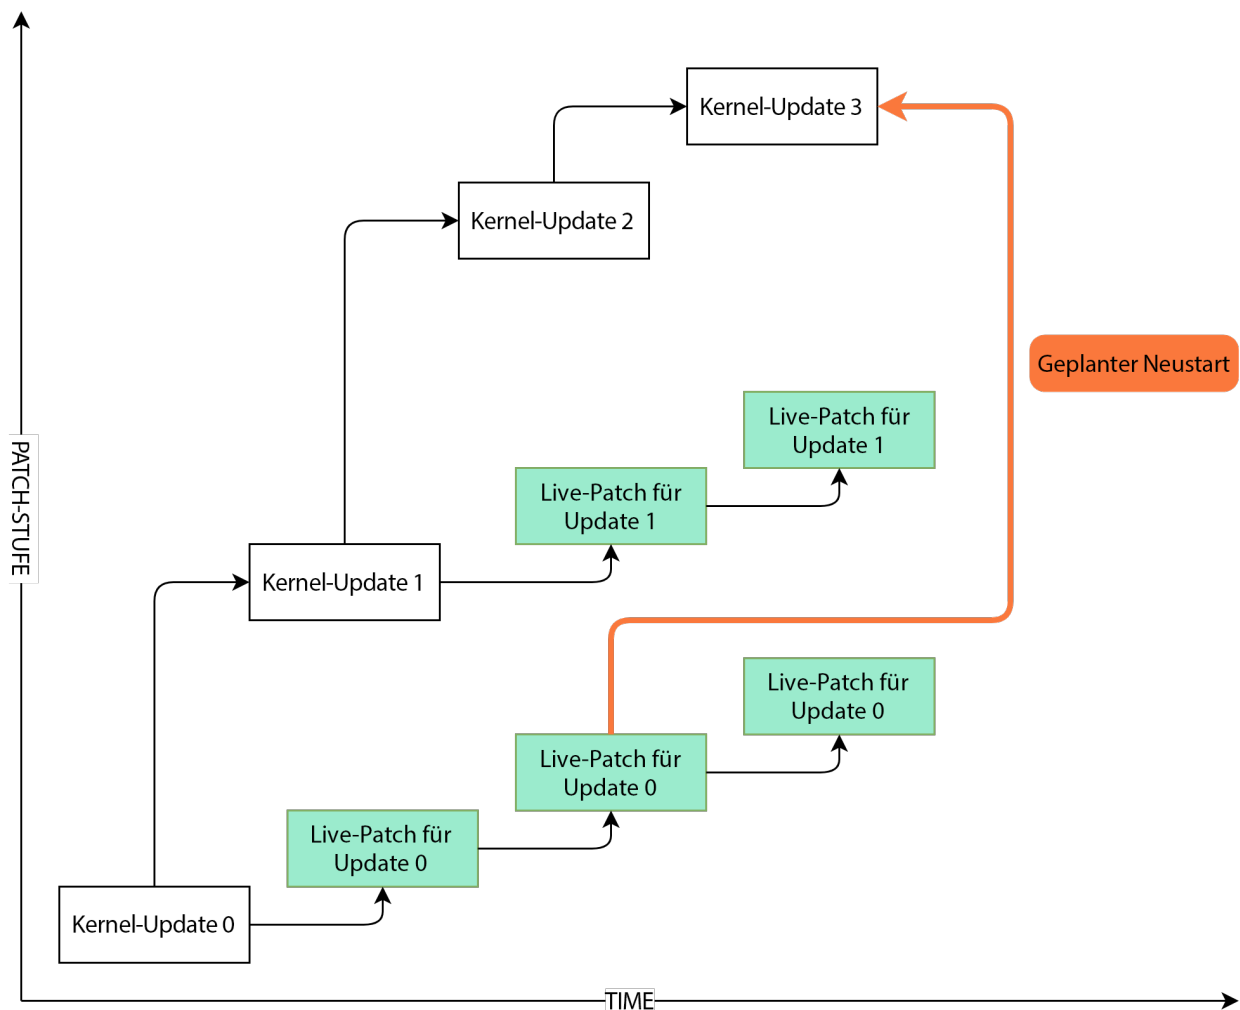 Kernel-Update 3
Kernel-Update 2
Geplanter Neustart
Live-Patch für
Update 1
Live-Patch für
Update 1
PATCH-STUFE
Kernel-Update 1
Live-Patch für
Update 0
Live-Patch für
Update 0
Live-Patch für
Update 0
Kernel-Update 0
TIME